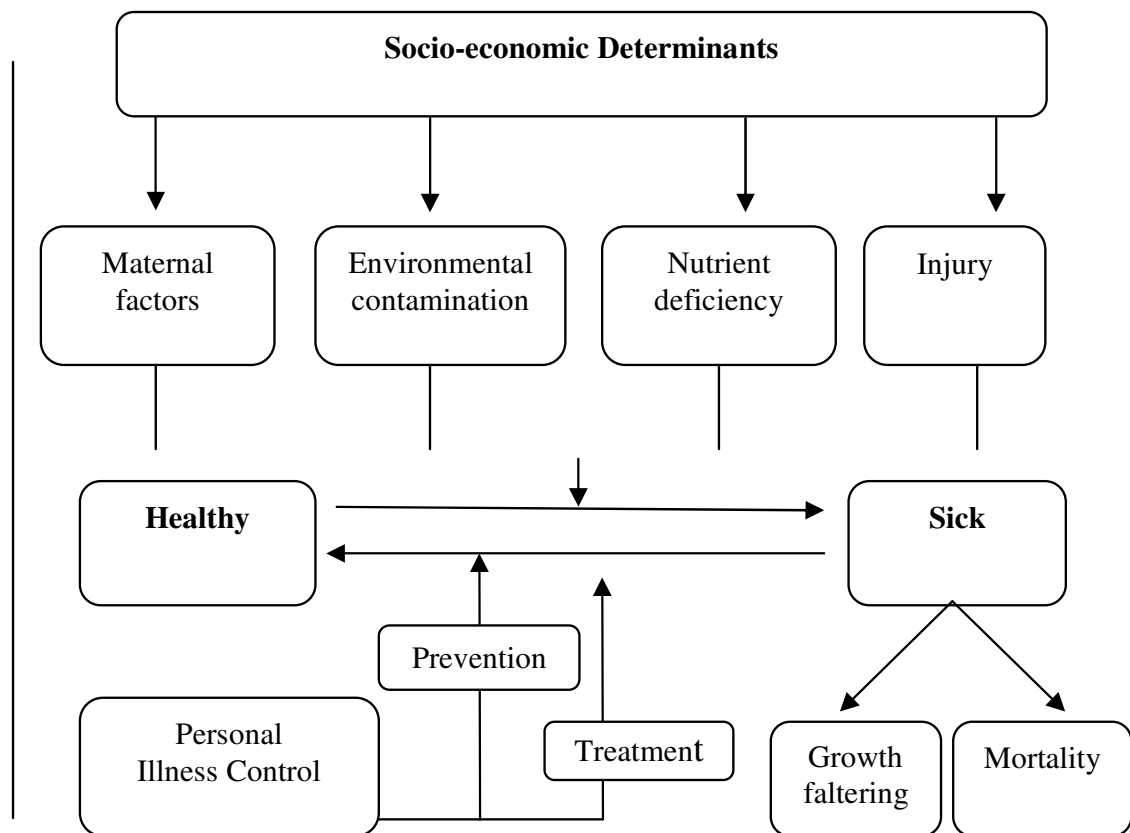 Socio-economic Determinants
Maternal
factors
Environmental
contamination
Nutrient
deficiency
Injury
Healthy
Sick
Prevention
Personal
Illness Control
Treatment
Growth
faltering
Mortality